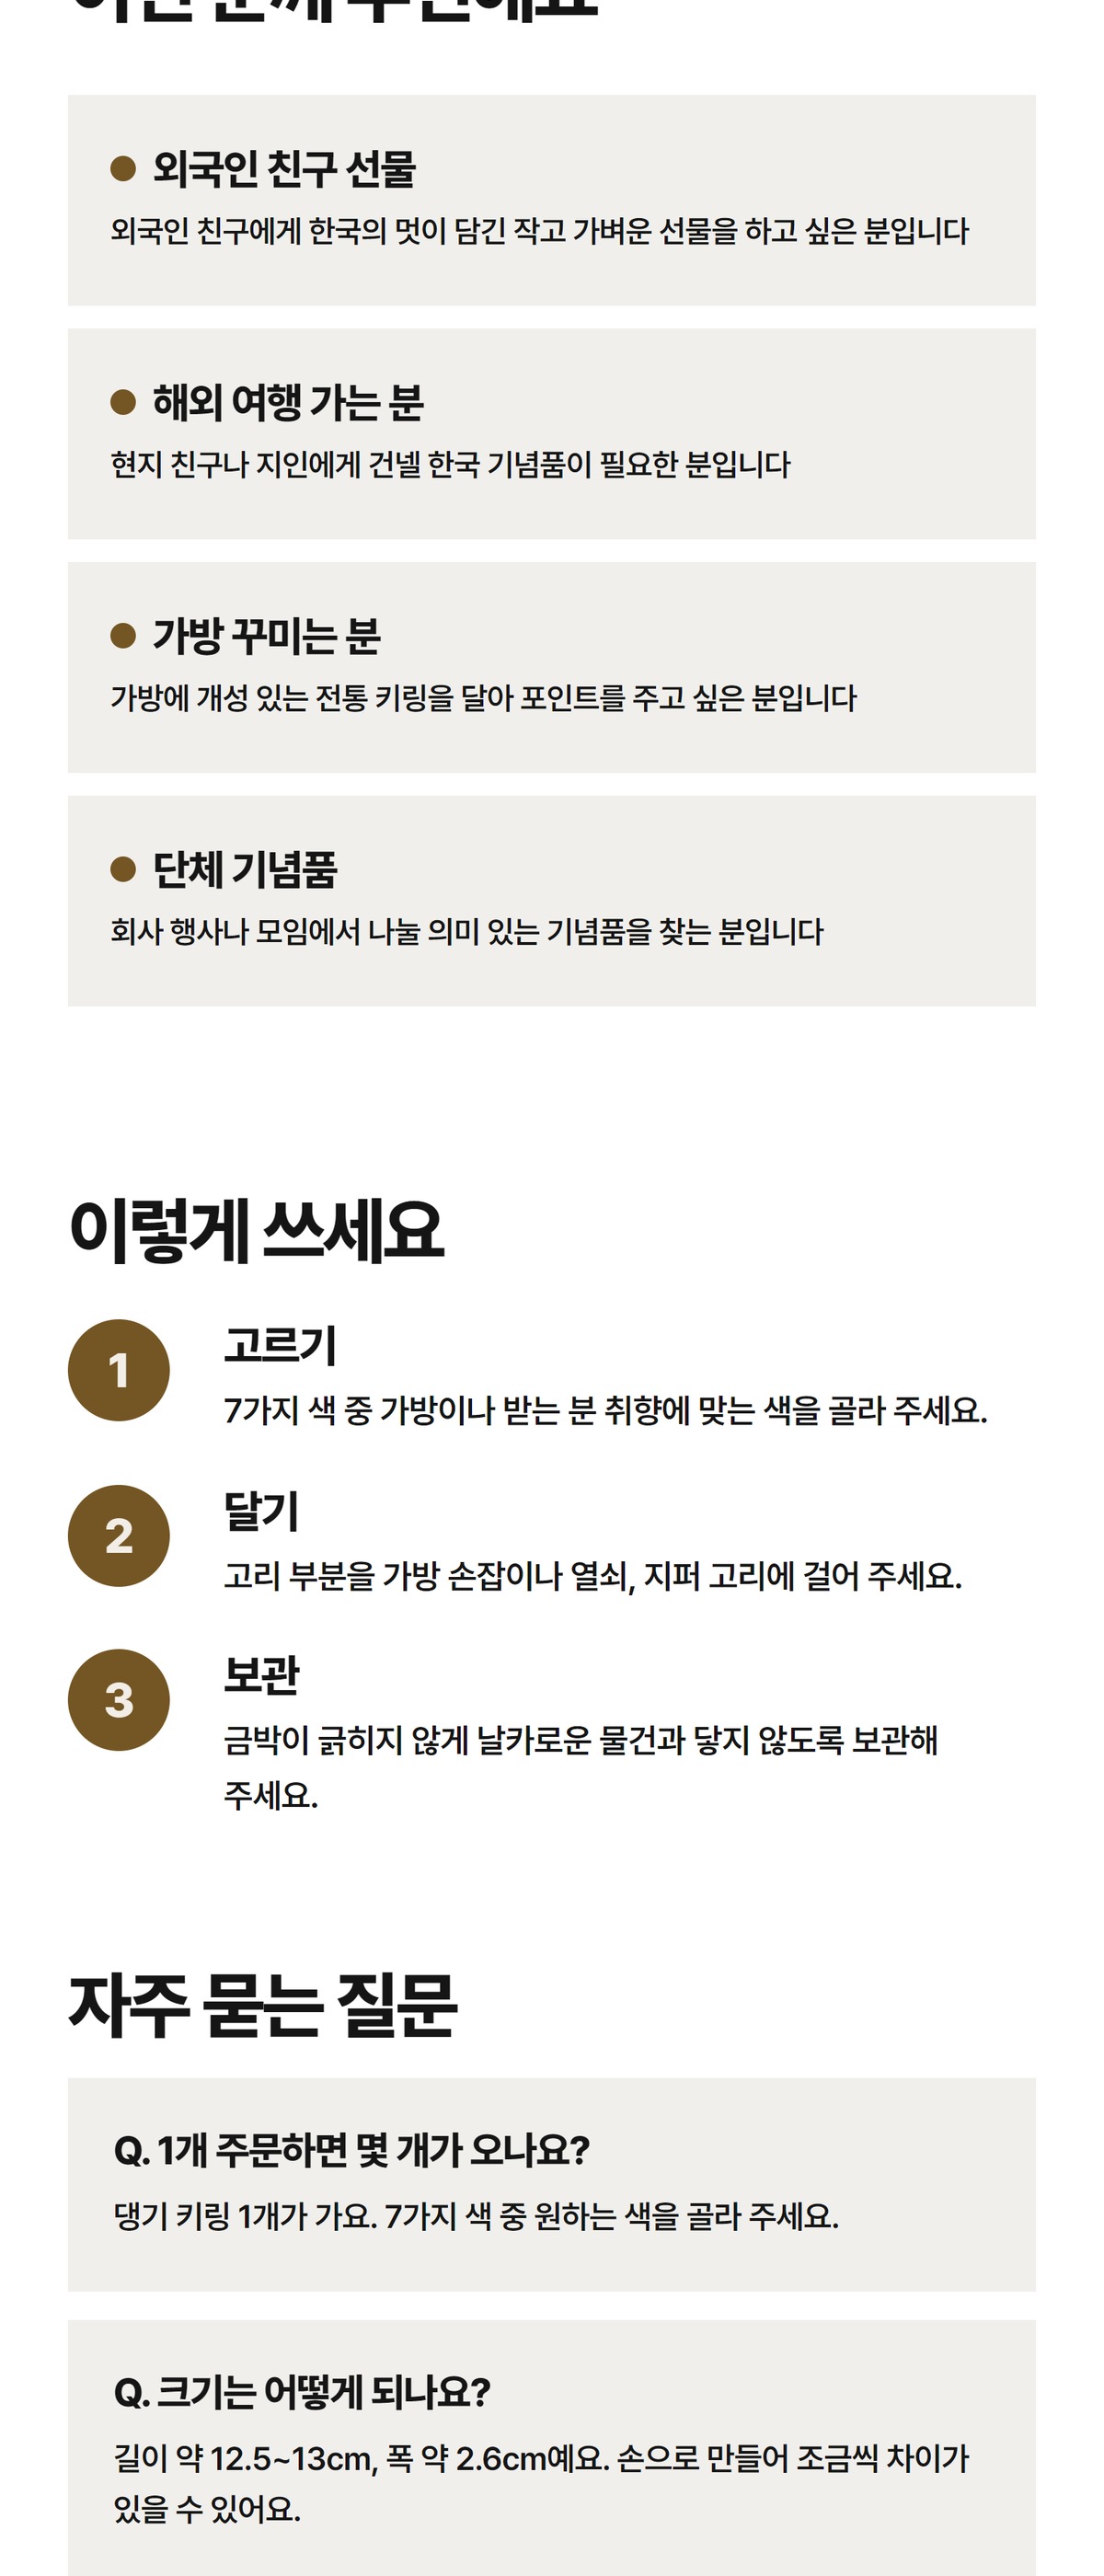 외국인 친구 선물
외국인 친구에게 한국의 멋이 담긴 작고 가벼운 선물을 하고 싶은 분입니다
해외 여행 가는 분
현지 친구나 지인에게 건넬 한국 기념품이 필요한 분입니다
가방 꾸미는 분
가방에 개성 있는 전통 키링을 달아 포인트를 주고 싶은 분입니다
단체 기념품
회사 행사나 모임에서 나눌 의미 있는 기념품을 찾는 분입니다
이렇게 쓰세요
1
고르기
7가지 색 중 가방이나 받는 분 취향에 맞는 색을 골라 주세요.
2
달기
고리 부분을 가방 손잡이나 열쇠, 지퍼 고리에 걸어 주세요.
3
보관
금박이 긁히지 않게 날카로운 물건과 닿지 않도록 보관해
주세요.
자주 묻는 질문
Q. 1개 주문하면 몇 개가 오나요?
댕기 키링 1개가 가요. 7가지 색 중 원하는 색을 골라 주세요.
Q. 크기는 어떻게 되나요?
길이 약 12.5~13cm, 폭 약 2.6cm예요. 손으로 만들어 조금씩 차이가
있을 수 있어요.